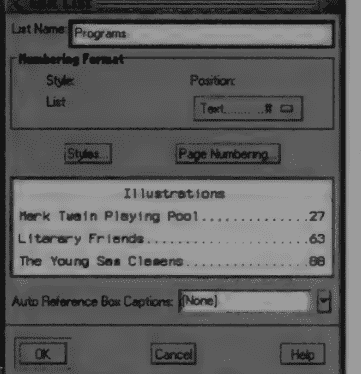 List Name: Programs
Numbering Format
Style: Position:
List Text.......# 
Styles... Page Numbering...
Illustrations
Mark Twain Playing Pool..............27
Literary Friends.....................63
The Young Sam Clemens................88
Auto Reference Box Captions: [None]
OK Cancel Help